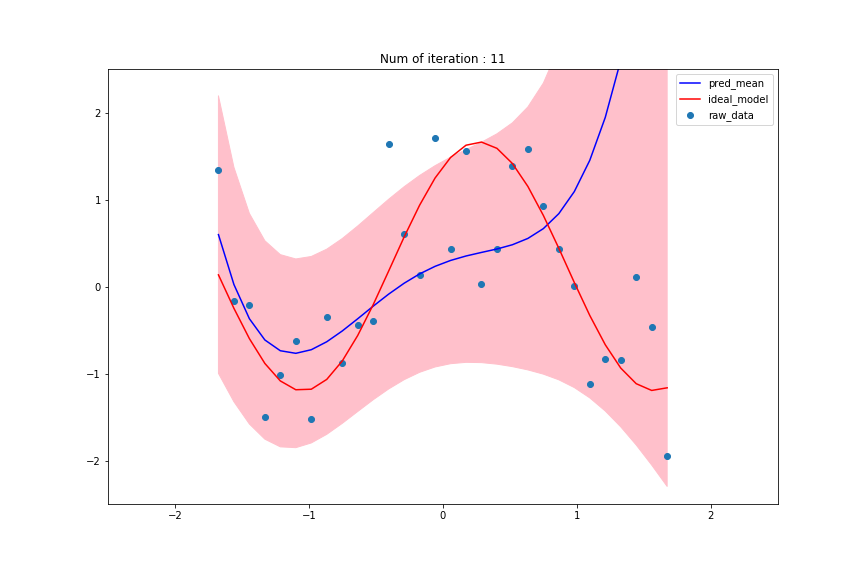 Num of iteration : 11
pred_mean
ideal_model
raw_data
2
1
0
−1
−2
−2
−1
0
1
2